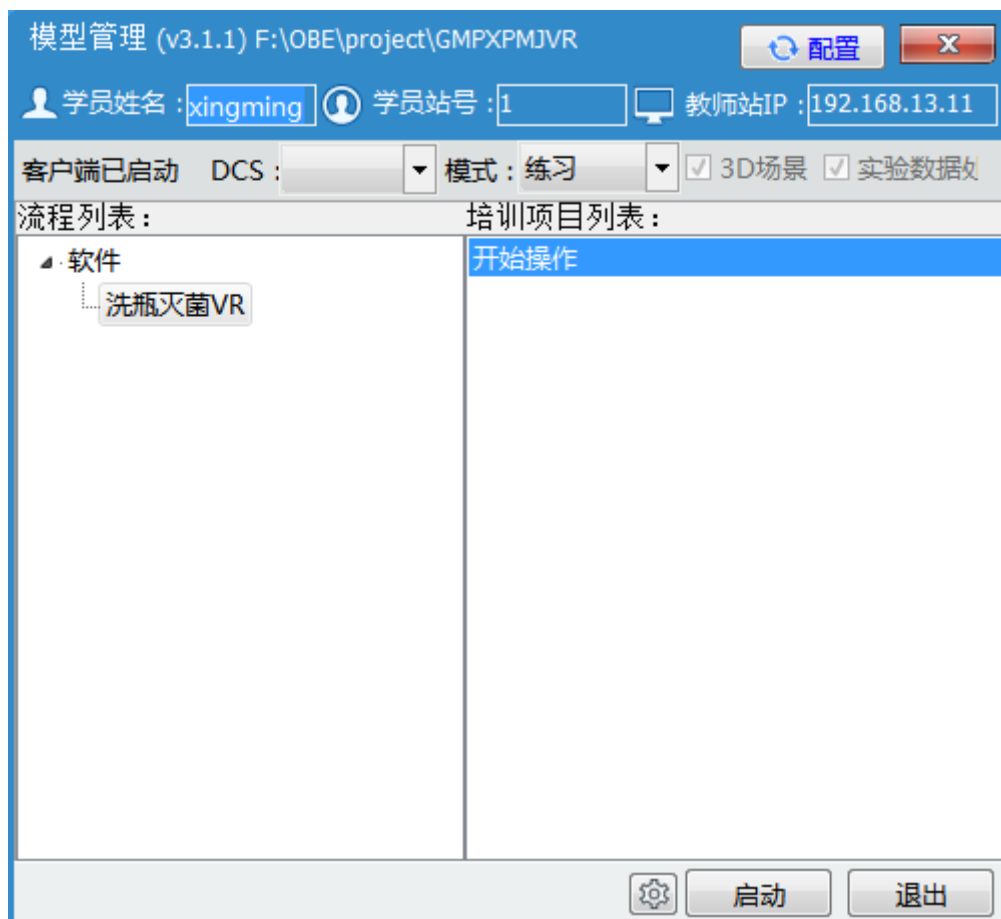 模型管理 (v3.1.1) F:\OBE\project\GMPXPMJVR 配置 x
学员姓名：xingming 学员站号：1 教师站IP：192.168.13.11
客户端已启动 DCS： 模式：练习 3D场景 实验数据处
流程列表： 培训项目列表：
软件 开始操作
洗瓶灭菌VR
启动 退出